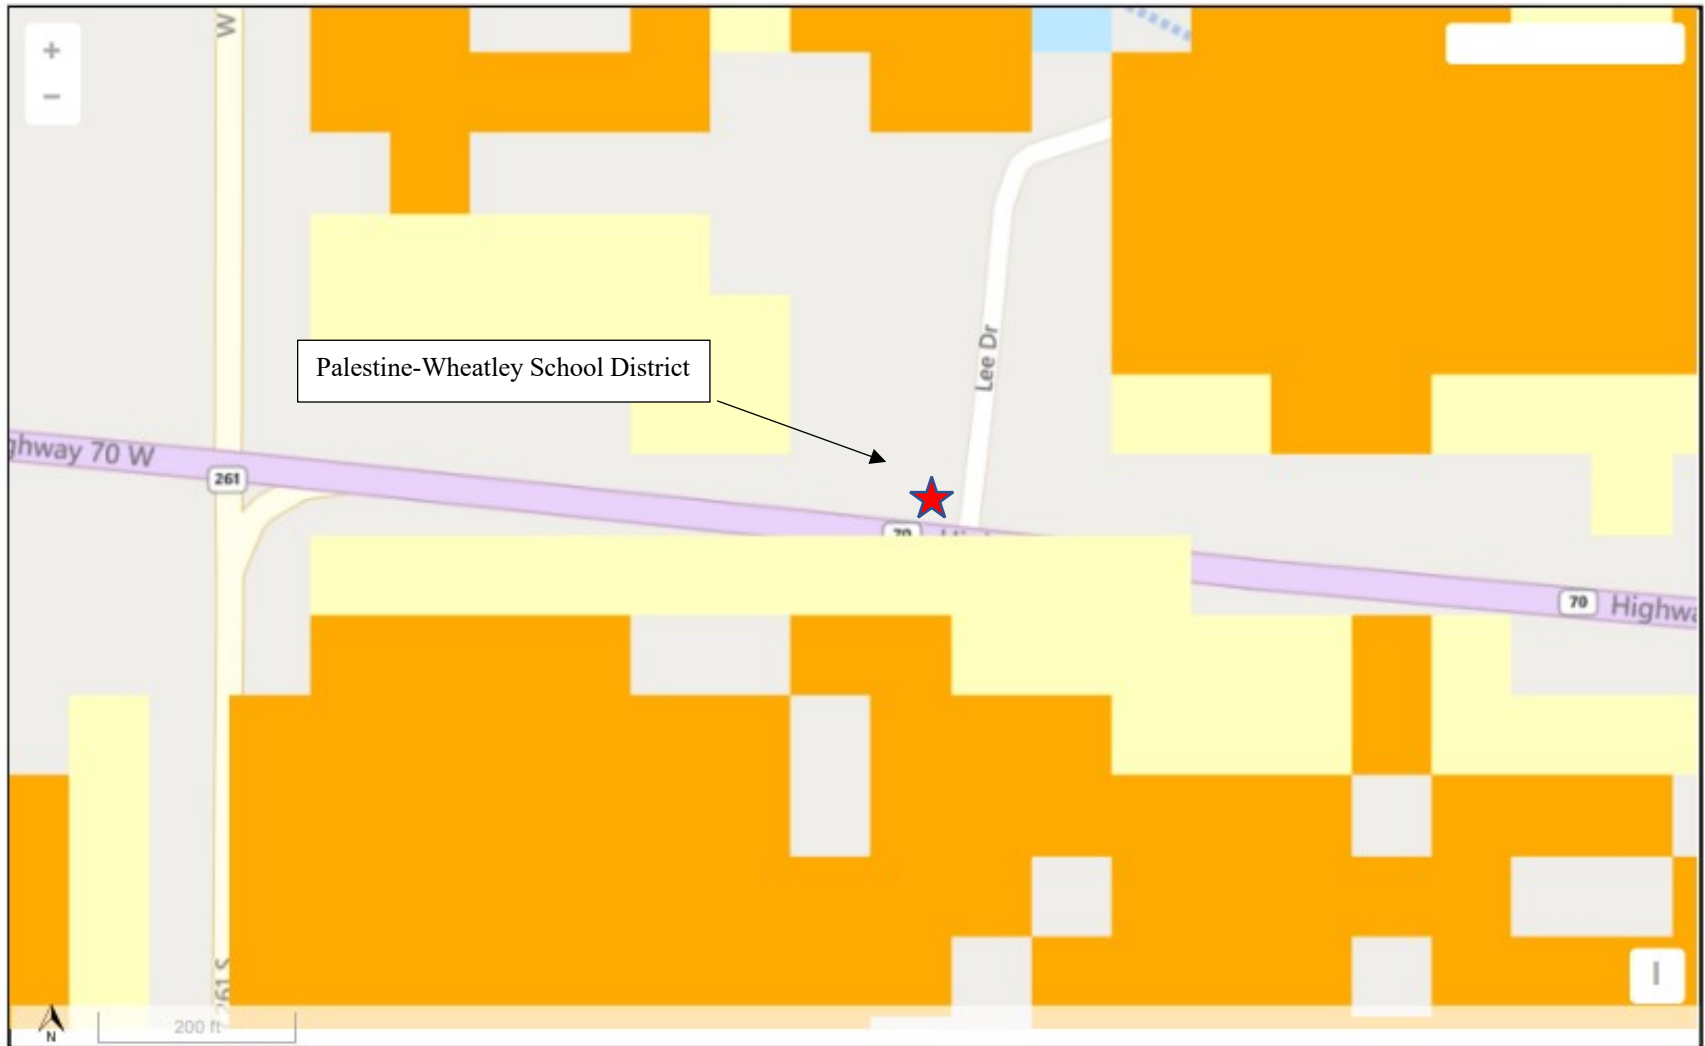 W
+
−
Lee Dr
Palestine-Wheatley School District
ghway 70 W
261
70
70
Highwa
261 S
200 ft
N